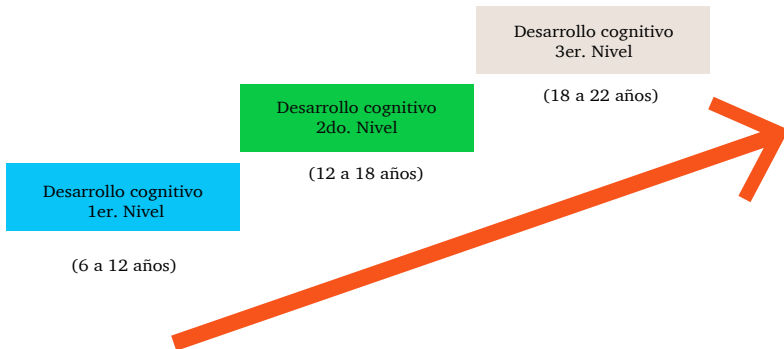 Desarrollo cognitivo
3er. Nivel
(18 a 22 años)
Desarrollo cognitivo
2do. Nivel
(12 a 18 años)
Desarrollo cognitivo
1er. Nivel
(6 a 12 años)